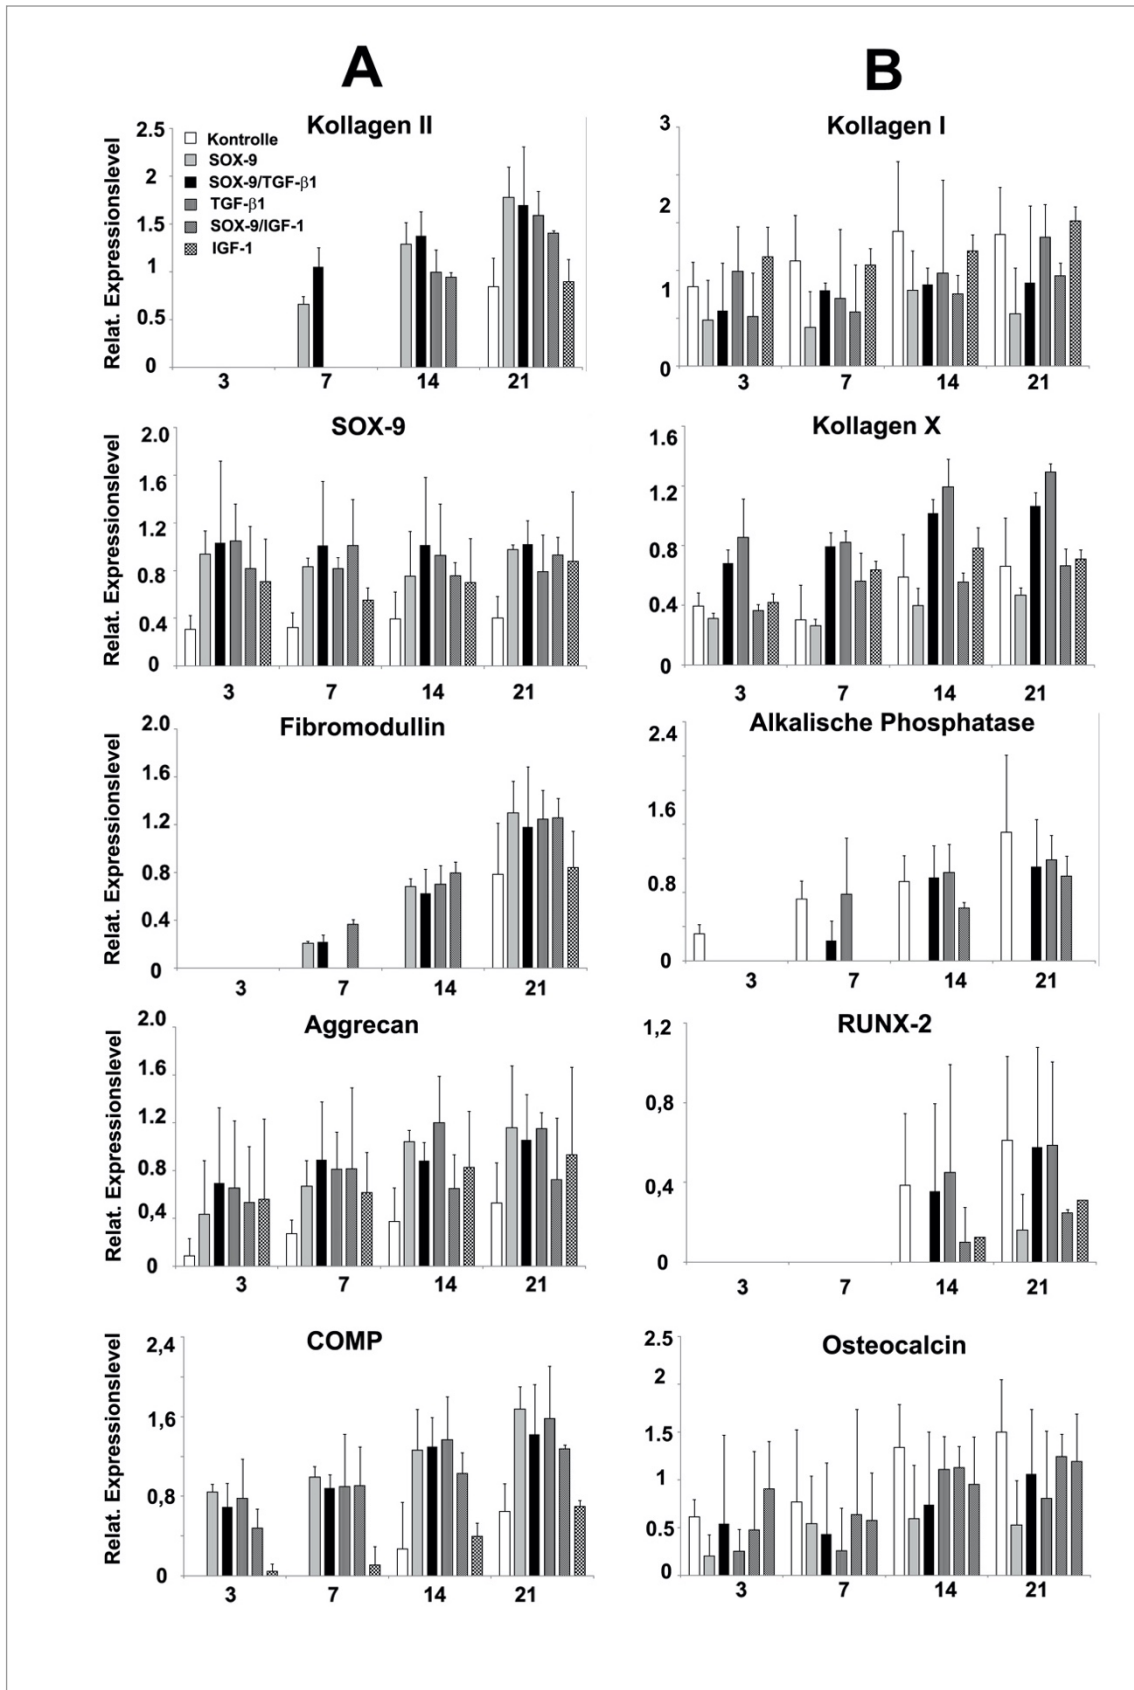 A
B
Kollagen II
Relat. Expressionslevel
2.5
2
1.5
1
0.5
0
Kontrolle
SOX-9
SOX-9/TGF-β1
TGF-β1
SOX-9/IGF-1
IGF-1
3 7 14 21
Kollagen I
3
2
2
1
1
0
3 7 14 21
SOX-9
Relat. Expressionslevel
2.0
1.6
1.2
0.8
0.4
0
3 7 14 21
Kollagen X
1.6
1.2
0.8
0.4
0
3 7 14 21
Fibromodullin
Relat. Expressionslevel
2.0
1.6
1.2
0.8
0.4
0
3 7 14 21
Alkalische Phosphatase
2.4
1.6
0.8
0
3 7 14 21
Aggrecan
Relat. Expressionslevel
2.0
1.6
1.2
0.8
0,4
0
3 7 14 21
RUNX-2
1,2
0,8
0,4
0
3 7 14 21
COMP
Relat. Expressionslevel
2,4
1,6
0,8
0
3 7 14 21
Osteocalcin
2.5
2
1.5
1
0.5
0
3 7 14 21